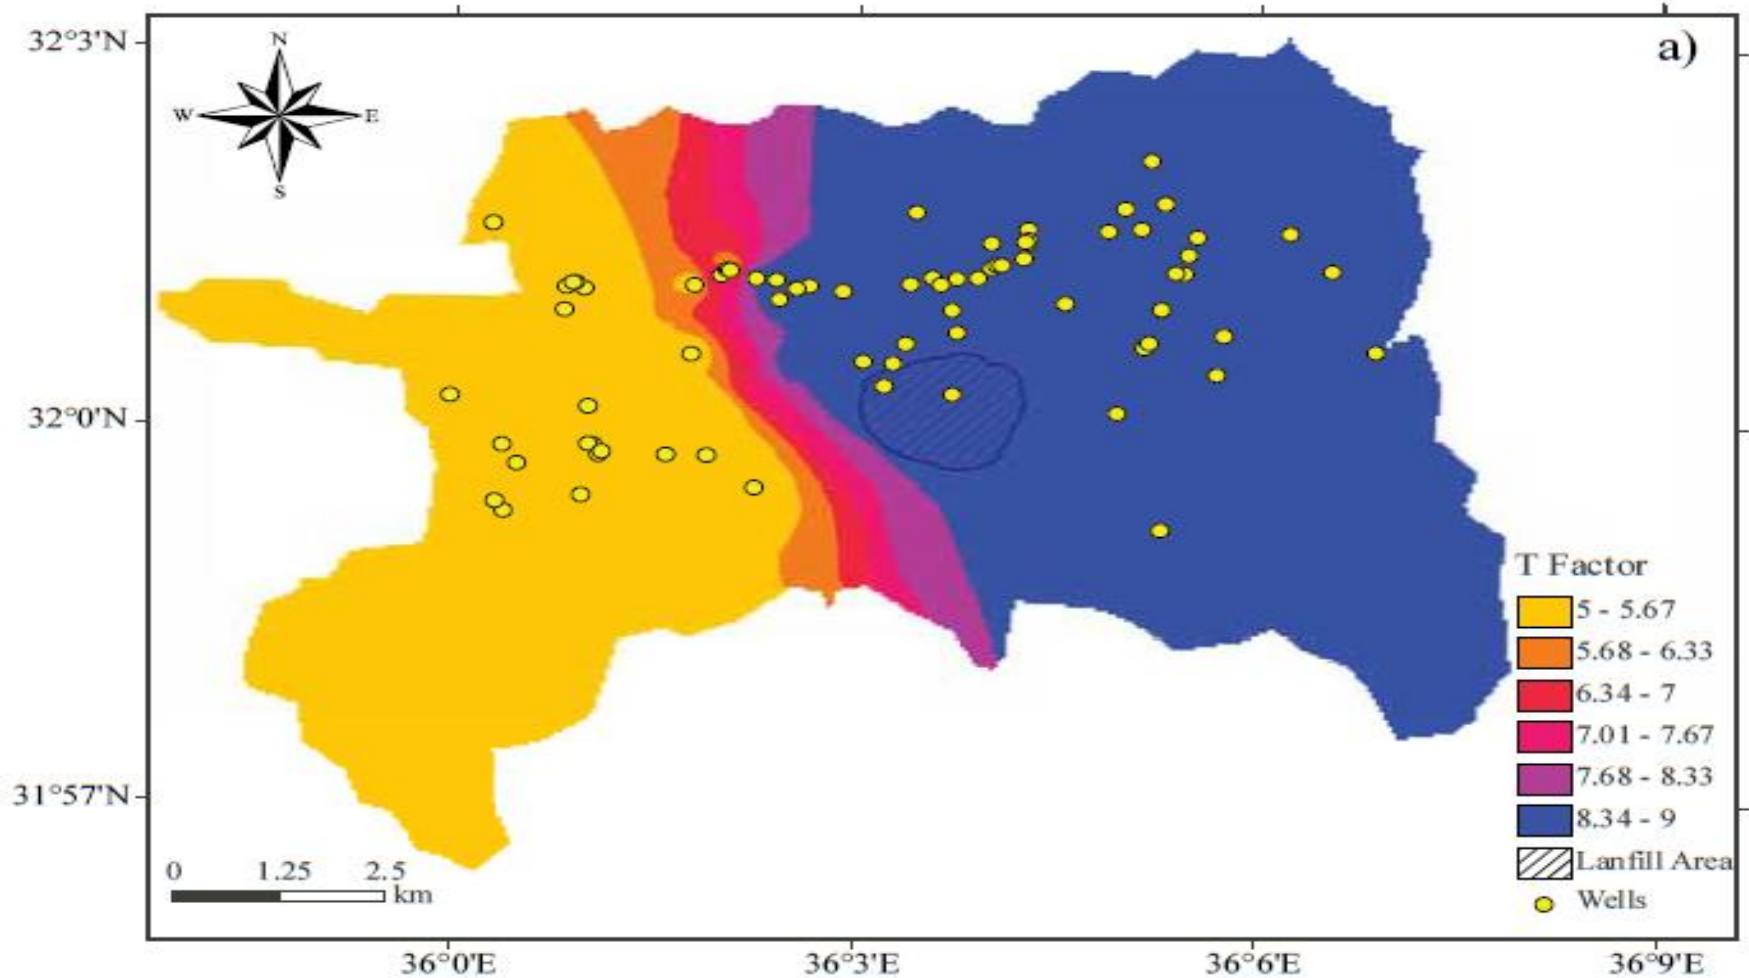 a)
32°3'N
N
W
E
S
32°0'N
31°57'N
T Factor
5 - 5.67
5.68 - 6.33
6.34 - 7
7.01 - 7.67
7.68 - 8.33
8.34 - 9
Lanfill Area
Wells
0 1.25 2.5
km
36°0'E 36°3'E 36°6'E 36°9'E